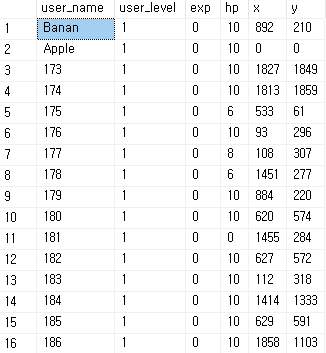 user_name user_level exp hp x y
1 Banan 1 0 10 892 210
2 Apple 1 0 10 0 0
3 173 1 0 10 1827 1849
4 174 1 0 10 1813 1859
5 175 1 0 6 533 61
6 176 1 0 10 93 296
7 177 1 0 8 108 307
8 178 1 0 6 1451 277
9 179 1 0 10 884 220
10 180 1 0 10 620 574
11 181 1 0 0 1455 284
12 182 1 0 10 627 572
13 183 1 0 10 112 318
14 184 1 0 10 1414 1333
15 185 1 0 10 629 591
16 186 1 0 10 1858 1103